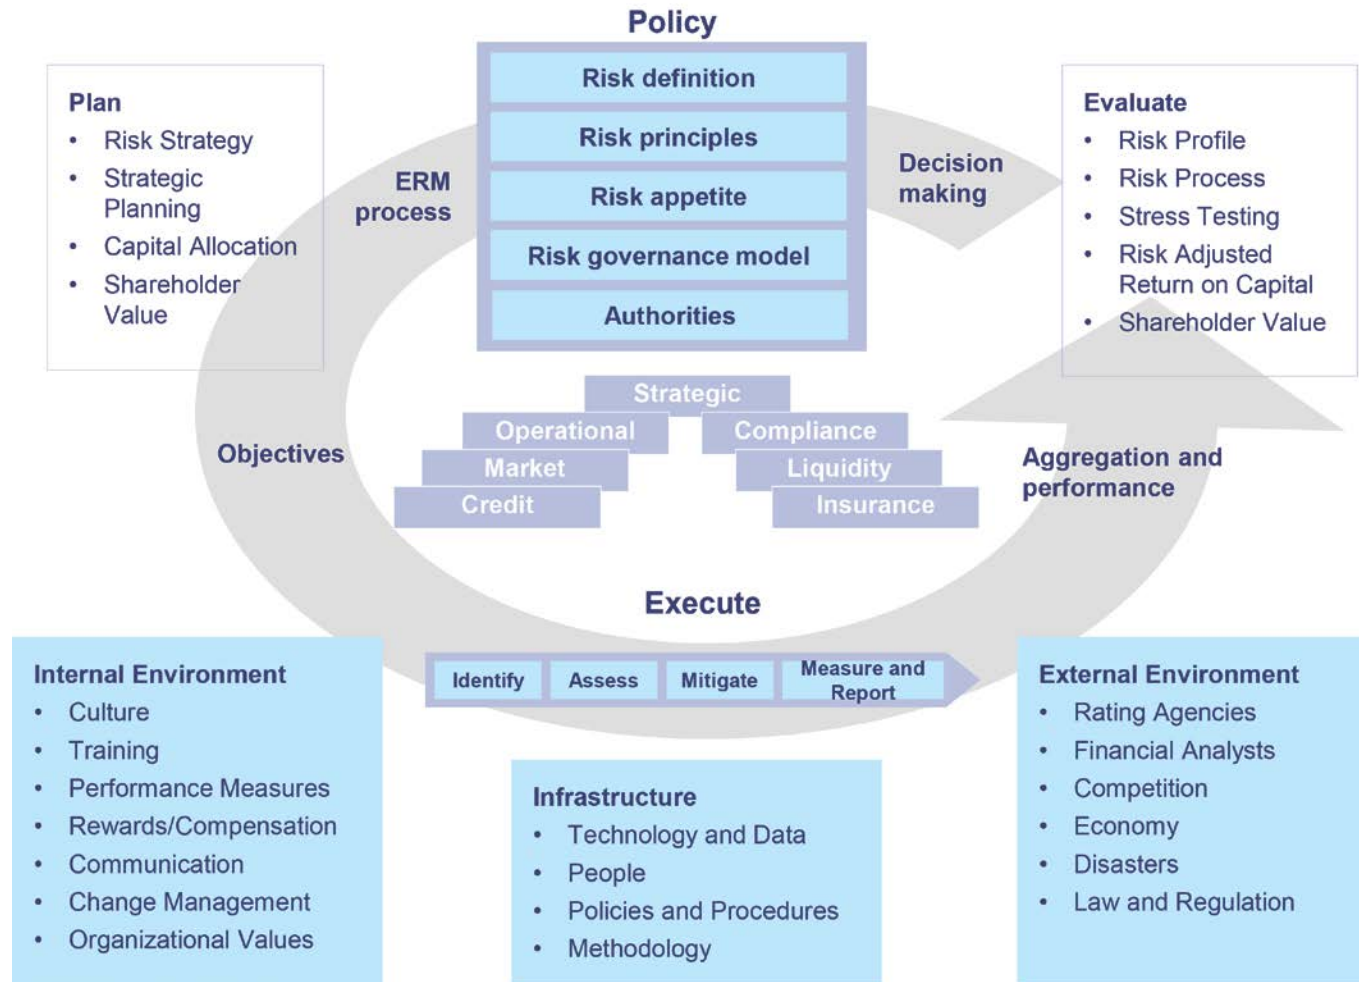 Policy
Risk definition
Risk principles
Risk appetite
Risk governance model
Authorities
Plan
• Risk Strategy
• Strategic
Planning
• Capital Allocation
• Shareholder
Value
ERM
process
Decision
making
Evaluate
• Risk Profile
• Risk Process
• Stress Testing
• Risk Adjusted
Return on Capital
• Shareholder Value
Strategic
Operational
Compliance
Market
Liquidity
Credit
Insurance
Objectives
Aggregation and
performance
Execute
Identify
Assess
Mitigate
Measure and
Report
Internal Environment
• Culture
• Training
• Performance Measures
• Rewards/Compensation
• Communication
• Change Management
• Organizational Values
Infrastructure
• Technology and Data
• People
• Policies and Procedures
• Methodology
External Environment
• Rating Agencies
• Financial Analysts
• Competition
• Economy
• Disasters
• Law and Regulation